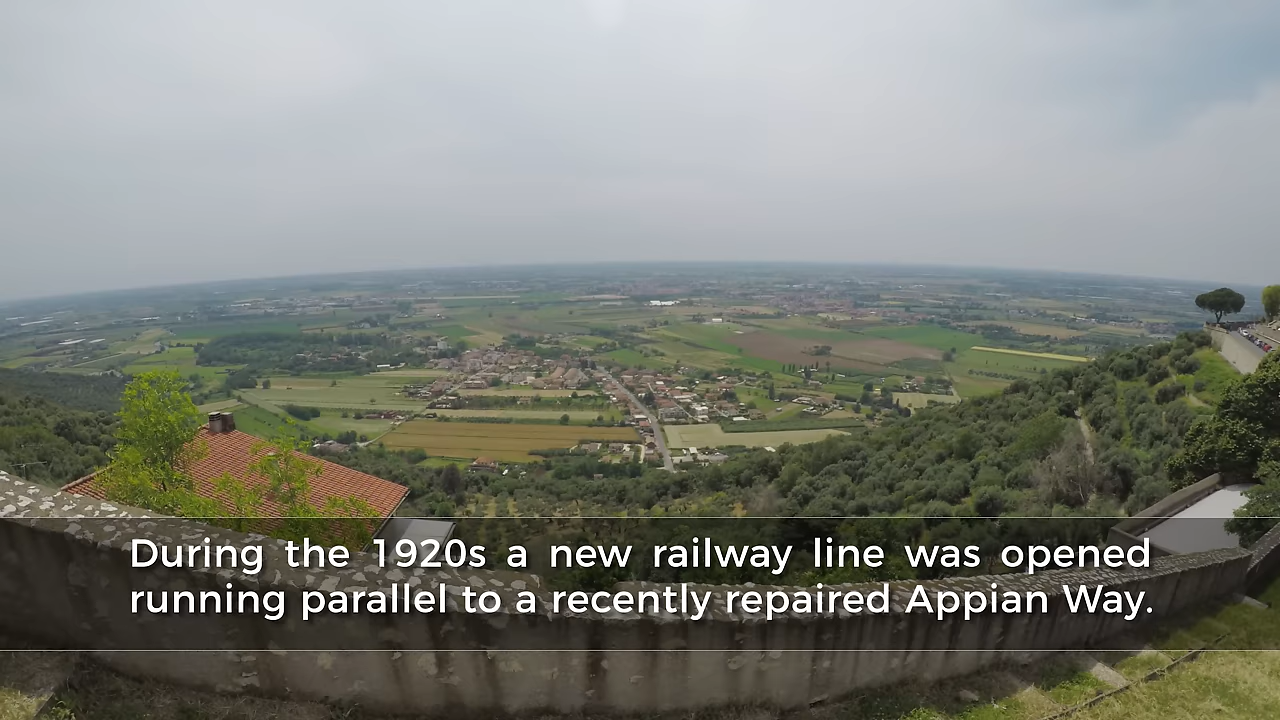 During the 1920s a new railway line was opened
running parallel to a recently repaired Appian Way.